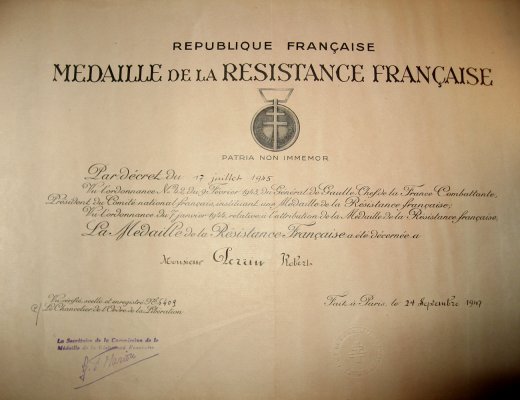 REPUBLIQUE FRANÇAISE
MEDAILLE DE LA RESISTANCE FRANÇAISE
PATRIA NON IMMEMOR
Par décret du 17 juillet 1945
Vu l'ordonnance N° 42 du 9 Février 1943, du Général de Gaulle, Chef de la France Combattante,
Président du Comité national français, instituant une Médaille de la Résistance française;
Vu l'ordonnance du 7 janvier 1944, relative à l'attribution de la Médaille de la Résistance française,
La Médaille de la Résistance Française a été décernée à
Monsieur Robert
Vu vérifié, scellé et enregistré N° 5409
Le Chancelier de l'Ordre de la Libération
Fait à Paris, le 24 Septembre 1947
La Secrétaire de la Commission de la
Médaille de la Résistance Française